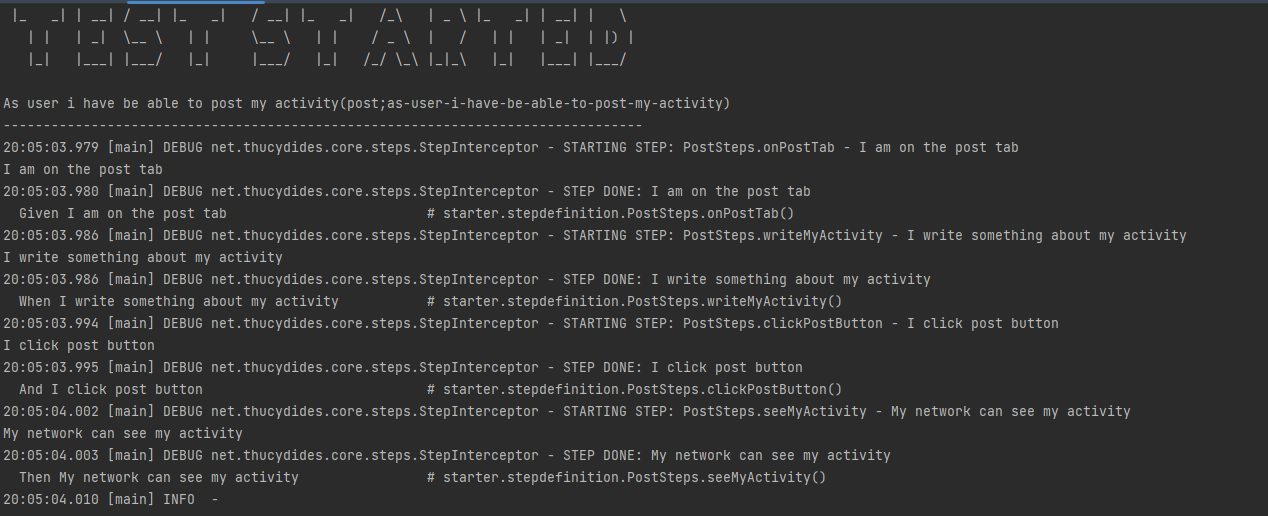 |_   _| | __| / __| |_   _|   / __| |_   _|   /_\   | _ \ |_   _| | __| |   \
   | |   | _|  \__ \   | |     \__ \   | |    / _ \  |   /   | |   | _|  | |) |
   |_|   |___| |___/   |_|     |___/   |_|   /_/ \_\ |_|_\   |_|   |___| |___/
As user i have be able to post my activity(post;as-user-i-have-be-able-to-post-my-activity)
--------------------------------------------------------------------------------
20:05:03.979 [main] DEBUG net.thucydides.core.steps.StepInterceptor - STARTING STEP: PostSteps.onPostTab - I am on the post tab
I am on the post tab
20:05:03.980 [main] DEBUG net.thucydides.core.steps.StepInterceptor - STEP DONE: I am on the post tab
  Given I am on the post tab                         # starter.stepdefinition.PostSteps.onPostTab()
20:05:03.986 [main] DEBUG net.thucydides.core.steps.StepInterceptor - STARTING STEP: PostSteps.writeMyActivity - I write something about my activity
I write something about my activity
20:05:03.986 [main] DEBUG net.thucydides.core.steps.StepInterceptor - STEP DONE: I write something about my activity
  When I write something about my activity           # starter.stepdefinition.PostSteps.writeMyActivity()
20:05:03.994 [main] DEBUG net.thucydides.core.steps.StepInterceptor - STARTING STEP: PostSteps.clickPostButton - I click post button
I click post button
20:05:03.995 [main] DEBUG net.thucydides.core.steps.StepInterceptor - STEP DONE: I click post button
  And I click post button                            # starter.stepdefinition.PostSteps.clickPostButton()
20:05:04.002 [main] DEBUG net.thucydides.core.steps.StepInterceptor - STARTING STEP: PostSteps.seeMyActivity - My network can see my activity
My network can see my activity
20:05:04.003 [main] DEBUG net.thucydides.core.steps.StepInterceptor - STEP DONE: My network can see my activity
  Then My network can see my activity                # starter.stepdefinition.PostSteps.seeMyActivity()
20:05:04.010 [main] INFO  -